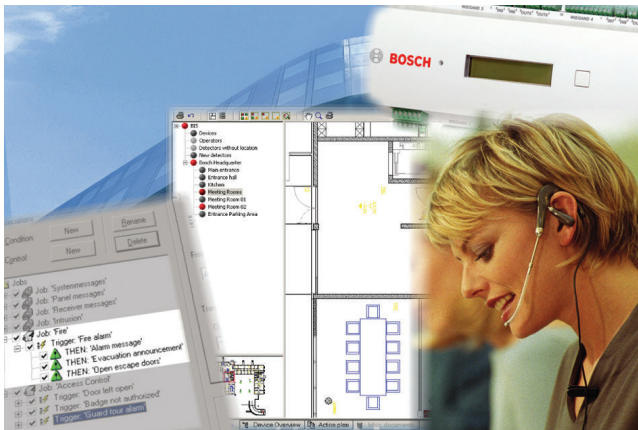 WIEGAND 3
WIEGAND 4
BOSCH
BIS
Devices
Operators
Detectors without location
New detectors
Bosch Headquarter
Main entrance
Entrance hall
Kitchen
Meeting Rooms
Meeting Room 01
Meeting Room 02
Entrance Parking Area
Condition
New
Rename
Control
New
Delete
Jobs
Job: 'Systemmessages'
Job: 'Panel messages'
Job: 'Receiver messages'
Job: 'Intrusion'
Job: 'Fire'
Trigger: 'Fire alarm'
THEN: 'Alarm message'
THEN: 'Evacuation announcement'
THEN: 'Open escape doors'
Job: 'Access Control'
Trigger: 'Door left open'
Trigger: 'Badge not authorized'
Trigger: 'Guard tour alarm'
Device Overview
Action plan